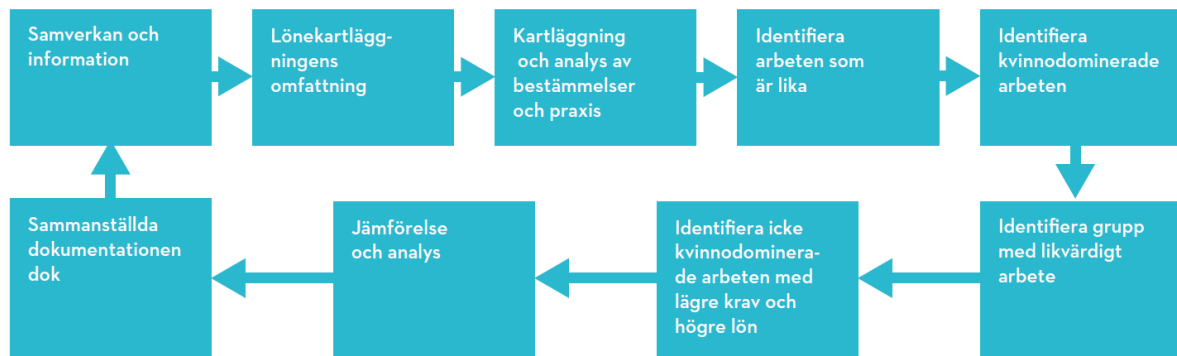 Samverkan och
information
Lönekartlägg-
ningens
omfattning
Kartläggning
och analys av
bestämmelser
och praxis
Identifiera
arbeten som
är lika
Identifiera
kvinnodominerade
arbeten
Identifiera grupp
med likvärdigt
arbete
Identifiera icke
kvinnodominera-
de arbeten med
lägre krav och
högre lön
Jämförelse
och analys
Sammanställda
dokumentationen
dok